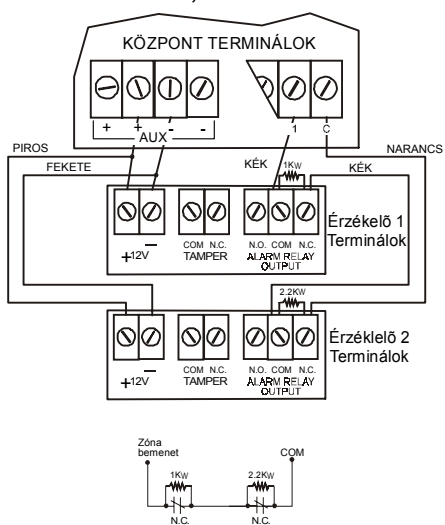 KÖZPONT TERMINÁLOK
+ + - -
AUX
1 C
PIROS
NARANCS
FEKETE
KÉK
1KW
KÉK
+12V −
COM N.C.
TAMPER
N.O. COM N.C.
ALARM RELAY
OUTPUT
Érzékelõ 1
Terminálok
2.2KW
+12V −
COM N.C.
TAMPER
N.O. COM N.C.
ALARM RELAY
OUTPUT
Érzéklelõ 2
Terminálok
Zóna
bemenet
COM
1KW
2.2KW
N.C.
N.C.